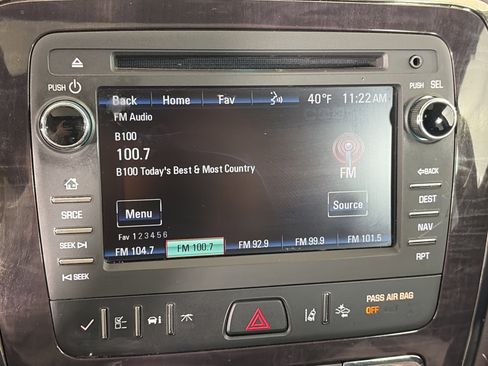 PUSH
Back Home Fav 40°F 11:22AM
PUSH SEL
FM Audio
B100
100.7
B100 Today's Best & Most Country
FM
BACK
SRCE
DEST
SEEK
Menu
Source
NAV
SEEK
Fav 1 2 3 4 5 6
FM 104.7 FM 100.7 FM 92.9 FM 99.9 FM 101.5
RPT
PASS AIR BAG
OFF